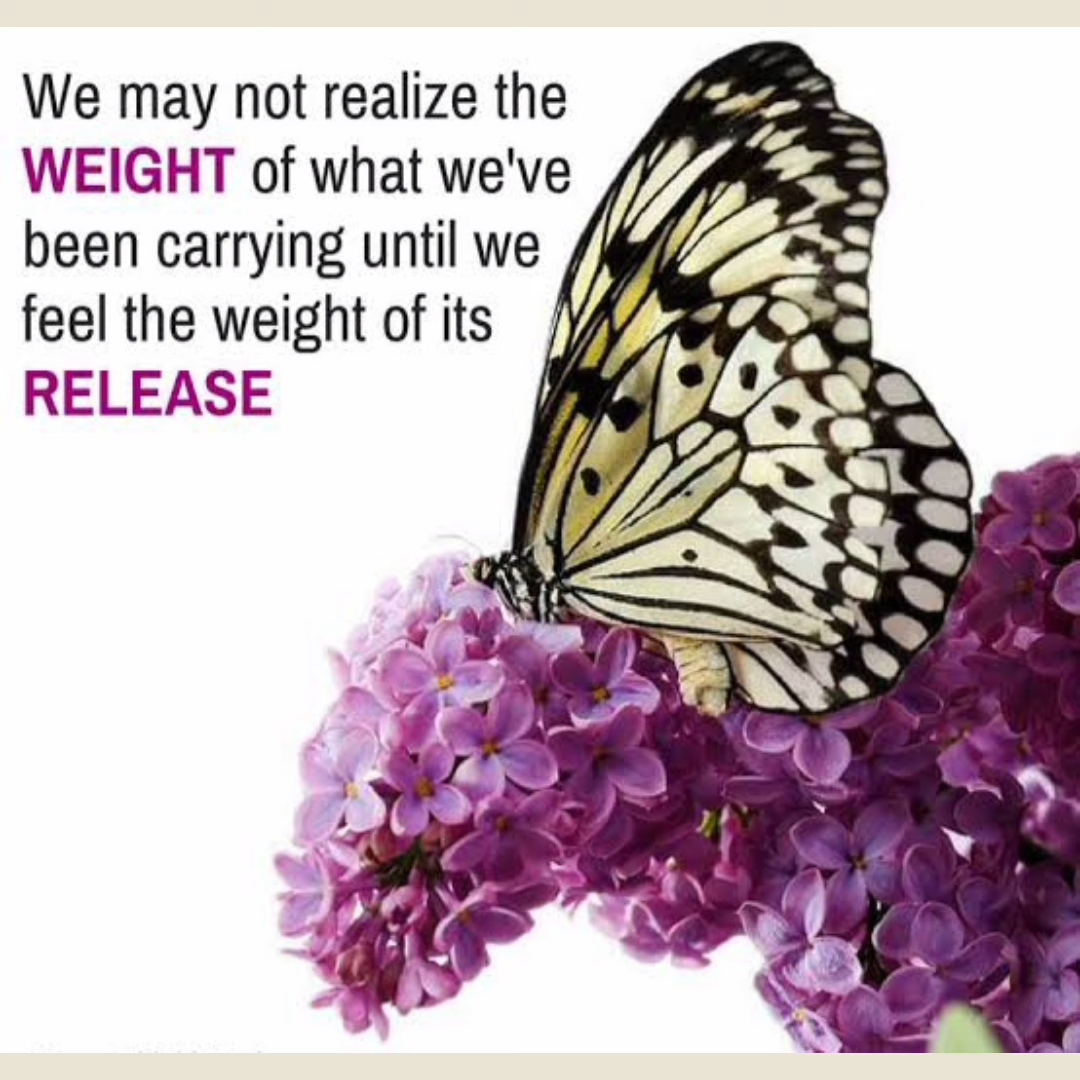 We may not realize the
WEIGHT of what we've
been carrying until we
feel the weight of its
RELEASE